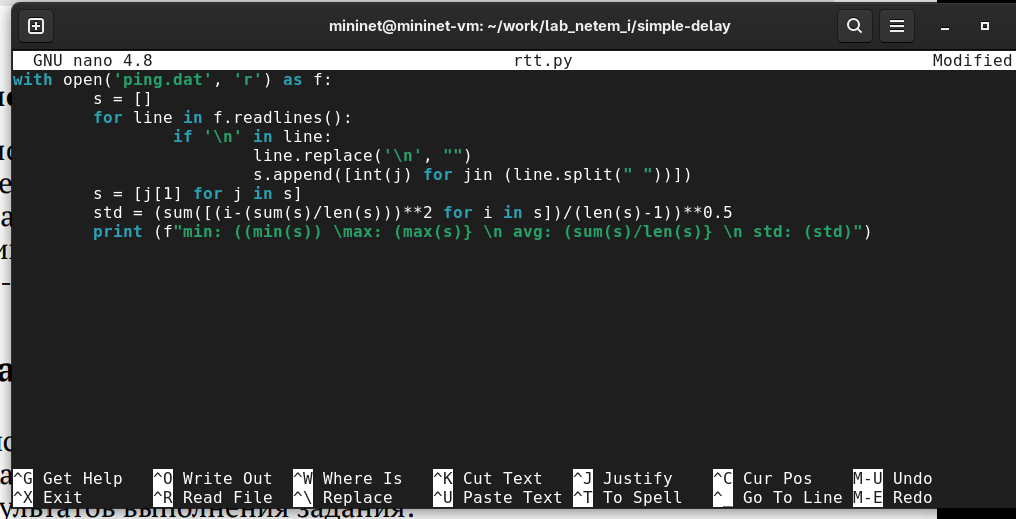 mininet@mininet-vm: ~/work/lab_netem_i/simple-delay
GNU nano 4.8 rtt.py Modified
with open('ping.dat', 'r') as f:
s = []
for line in f.readlines():
if '\n' in line:
line.replace('\n', "")
s.append([int(j) for jin (line.split(" "))])
s = [j[1] for j in s]
std = (sum([(i-(sum(s)/len(s)))**2 for i in s])/(len(s)-1))**0.5
print (f"min: ((min(s)) \max: (max(s)} \n avg: (sum(s)/len(s)} \n std: (std)")
^G Get Help ^O Write Out ^W Where Is ^K Cut Text ^J Justify ^C Cur Pos M-U Undo
^X Exit ^R Read File ^\ Replace ^U Paste Text ^T To Spell ^_ Go To Line M-E Redo
выполнения задания.